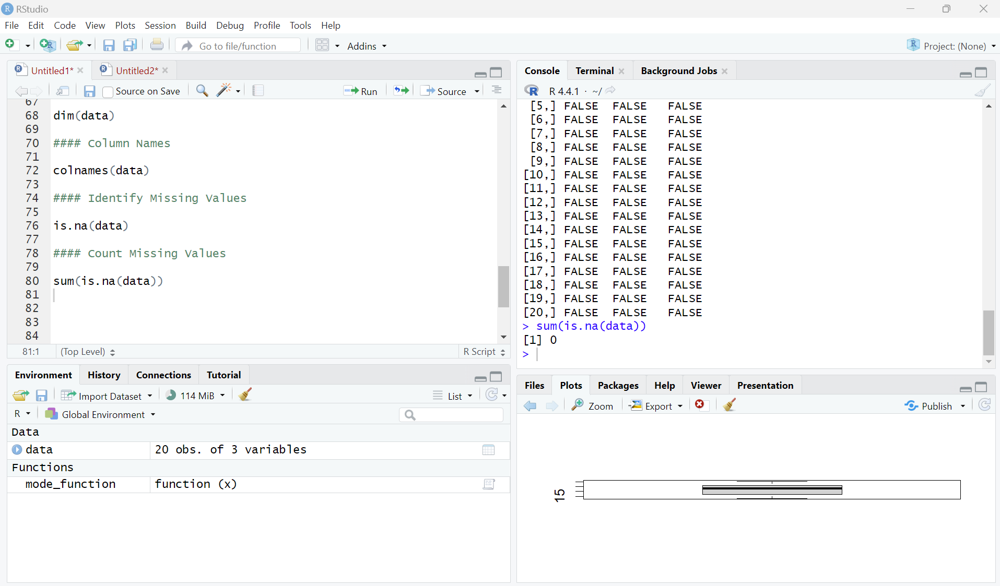 RStudio
File Edit Code View Plots Session Build Debug Profile Tools Help
Go to file/function Addins Project: (None)
Untitled1* Untitled2*
Source on Save Run Source
67
68 dim(data)
69
70 #### Column Names
71
72 colnames(data)
73
74 #### Identify Missing Values
75
76 is.na(data)
77
78 #### Count Missing Values
79
80 sum(is.na(data))
81
82
83
84
81:1 (Top Level) R Script
Console Terminal Background Jobs
R 4.4.1 · ~/
[5,] FALSE FALSE FALSE
[6,] FALSE FALSE FALSE
[7,] FALSE FALSE FALSE
[8,] FALSE FALSE FALSE
[9,] FALSE FALSE FALSE
[10,] FALSE FALSE FALSE
[11,] FALSE FALSE FALSE
[12,] FALSE FALSE FALSE
[13,] FALSE FALSE FALSE
[14,] FALSE FALSE FALSE
[15,] FALSE FALSE FALSE
[16,] FALSE FALSE FALSE
[17,] FALSE FALSE FALSE
[18,] FALSE FALSE FALSE
[19,] FALSE FALSE FALSE
[20,] FALSE FALSE FALSE
> sum(is.na(data))
[1] 0
>
Environment History Connections Tutorial
Import Dataset 114 MiB List
R Global Environment
Data
data 20 obs. of 3 variables
Functions
mode_function function (x)
Files Plots Packages Help Viewer Presentation
Zoom Export Publish
15